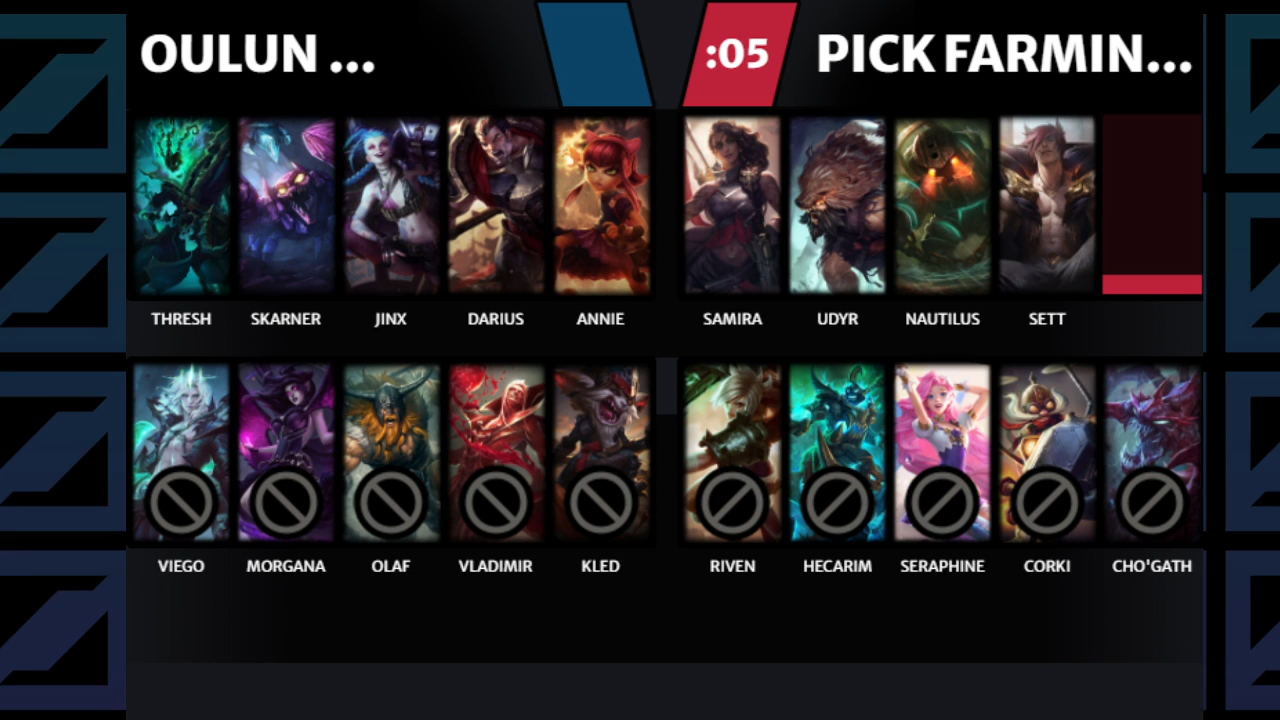 OULUN ...
:05
PICK FARMIN...
THRESH SKARNER JINX DARIUS ANNIE SAMIRA UDYR NAUTILUS SETT
VIEGO MORGANA OLAF VLADIMIR KLED RIVEN HECARIM SERAPHINE CORKI CHO'GATH